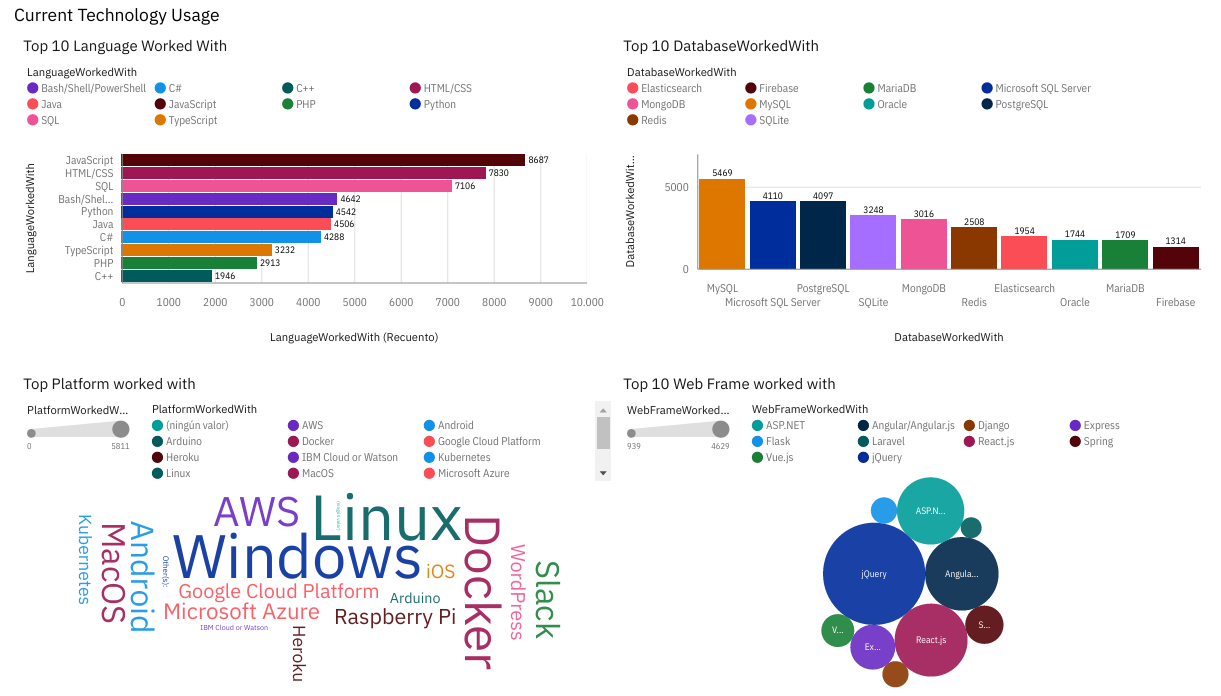 Current Technology Usage
Top 10 Language Worked With
LanguageWorkedWith
Bash/Shell/PowerShell C# C++ HTML/CSS
Java JavaScript PHP Python
SQL TypeScript
LanguageWorkedWith
JavaScript 8687
HTML/CSS 7830
SQL 7106
Bash/Shel... 4642
Python 4542
Java 4506
C# 4288
TypeScript 3232
PHP 2913
C++ 1946
0 1000 2000 3000 4000 5000 6000 7000 8000 9000 10.000
LanguageWorkedWith (Recuento)
Top 10 DatabaseWorkedWith
DatabaseWorkedWith
Elasticsearch Firebase MariaDB Microsoft SQL Server
MongoDB MySQL Oracle PostgreSQL
Redis SQLite
DatabaseWorkedWit...
5000
0
5469 4110 4097 3248 3016 2508 1954 1744 1709 1314
MySQL PostgreSQL MongoDB Elasticsearch MariaDB
Microsoft SQL Server SQLite Redis Oracle Firebase
DatabaseWorkedWith
Top Platform worked with
PlatformWorkedW...
0 5811
PlatformWorkedWith
(ningún valor) AWS Android
Arduino Docker Google Cloud Platform
Heroku IBM Cloud or Watson Kubernetes
Linux MacOS Microsoft Azure
Kubernetes
MacOS
Android
Other(s):
AWS
Linux
Windows
iOS
Google Cloud Platform
Arduino
Microsoft Azure
Raspberry Pi
IBM Cloud or Watson
Heroku
Docker
WordPress
Slack
Top 10 Web Frame worked with
WebFrameWorked...
939 4629
WebFrameWorkedWith
ASP.NET Angular/Angular.js Django Express
Flask Laravel React.js Spring
Vue.js jQuery
ASP.N...
jQuery
Angula...
V...
Ex...
React.js
S...